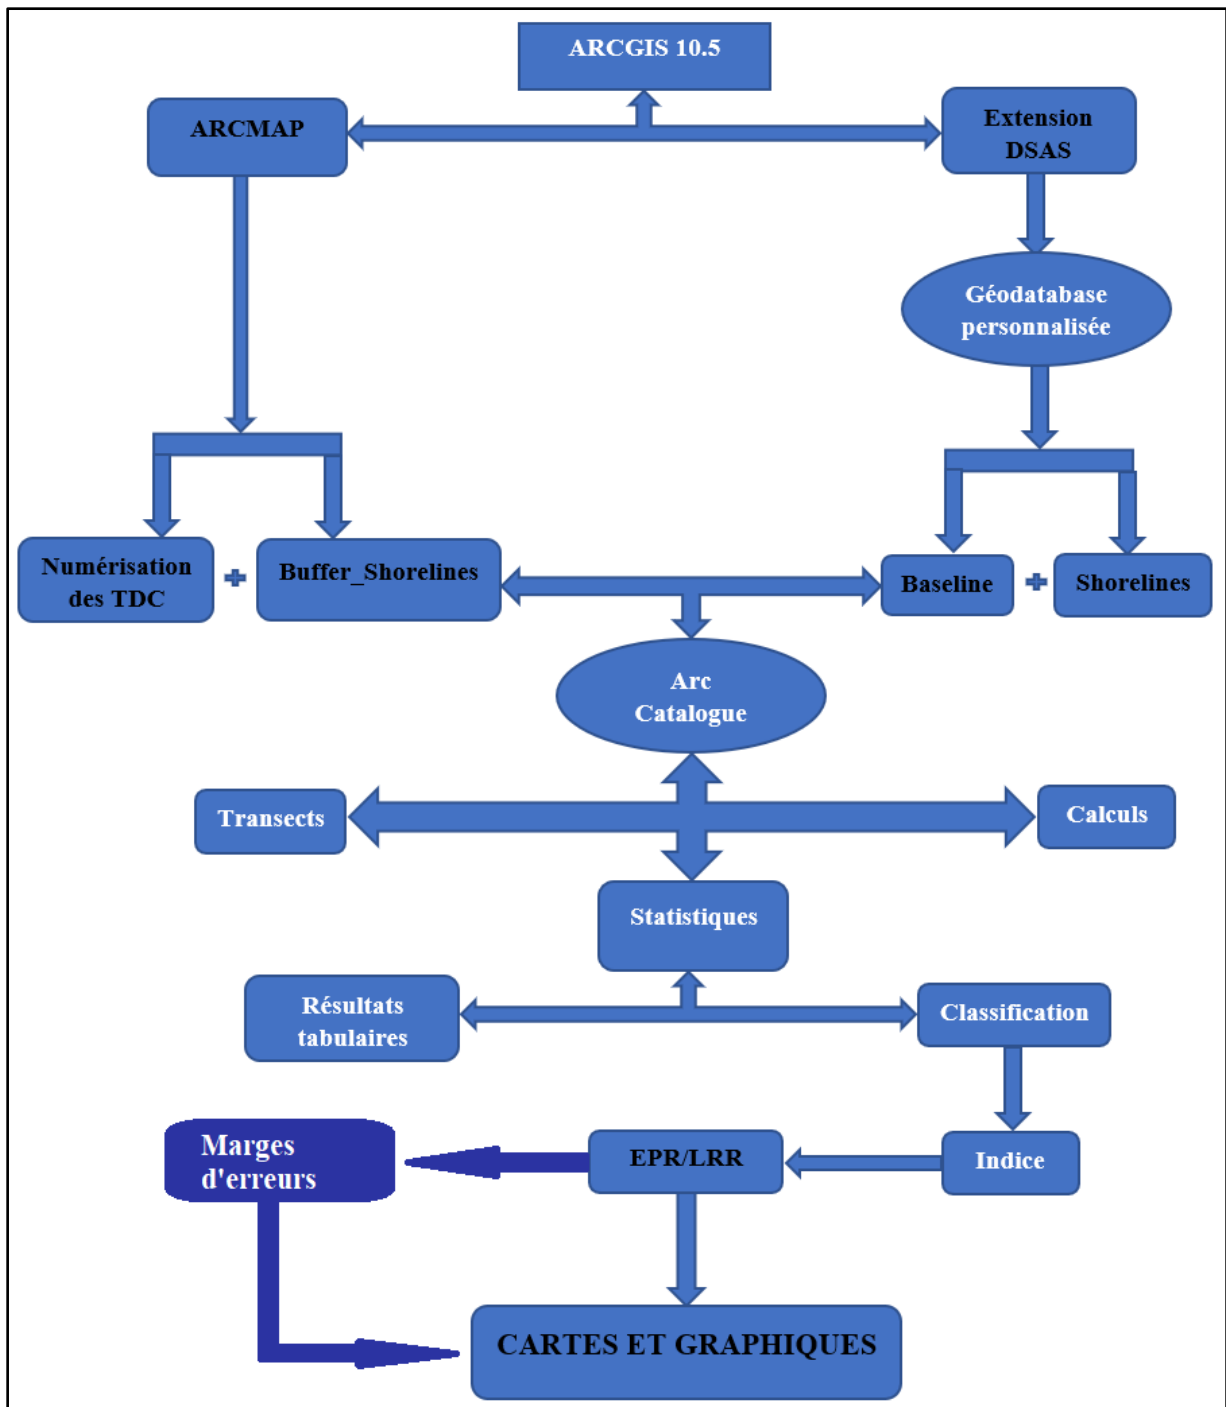 ARCGIS 10.5
ARCMAP
Extension
DSAS
Géodatabase
personnalisée
Numérisation
des TDC
+
Buffer_Shorelines
Baseline
+
Shorelines
Arc
Catalogue
Transects
Calculs
Statistiques
Résultats
tabulaires
Classification
Marges
d'erreurs
EPR/LRR
Indice
CARTES ET GRAPHIQUES